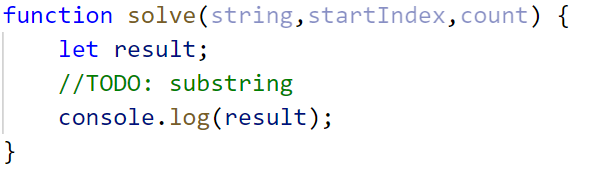 function solve(string,startIndex,count) {
    let result;
    //TODO: substring
    console.log(result);
}